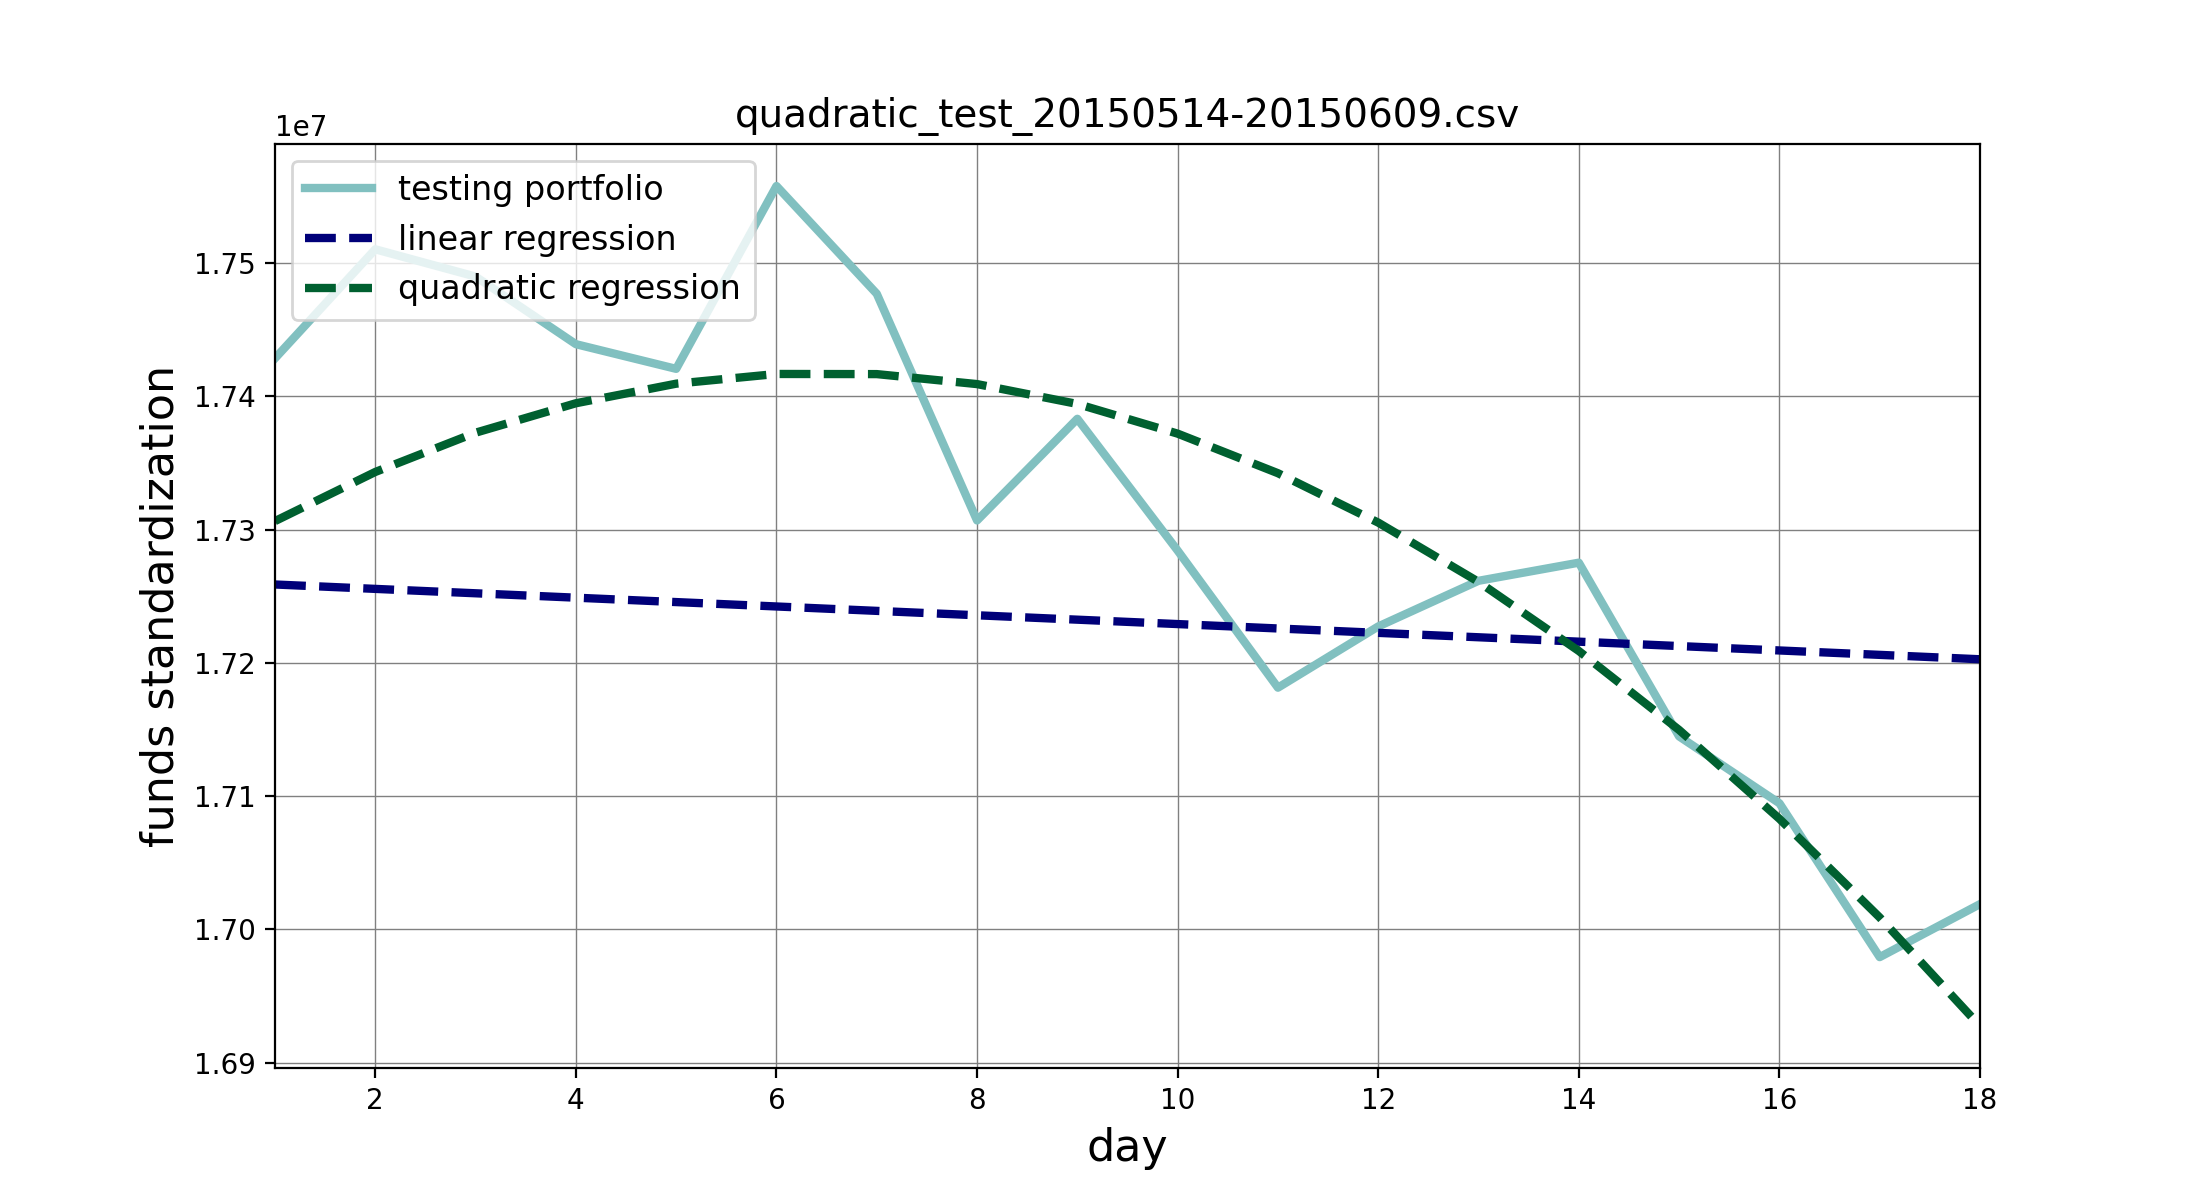 quadratic_test_20150514-20150609.csv
1e7
testing portfolio
linear regression
quadratic regression
funds standardization
1.75
1.74
1.73
1.72
1.71
1.70
1.69
2 4 6 8 10 12 14 16 18
day